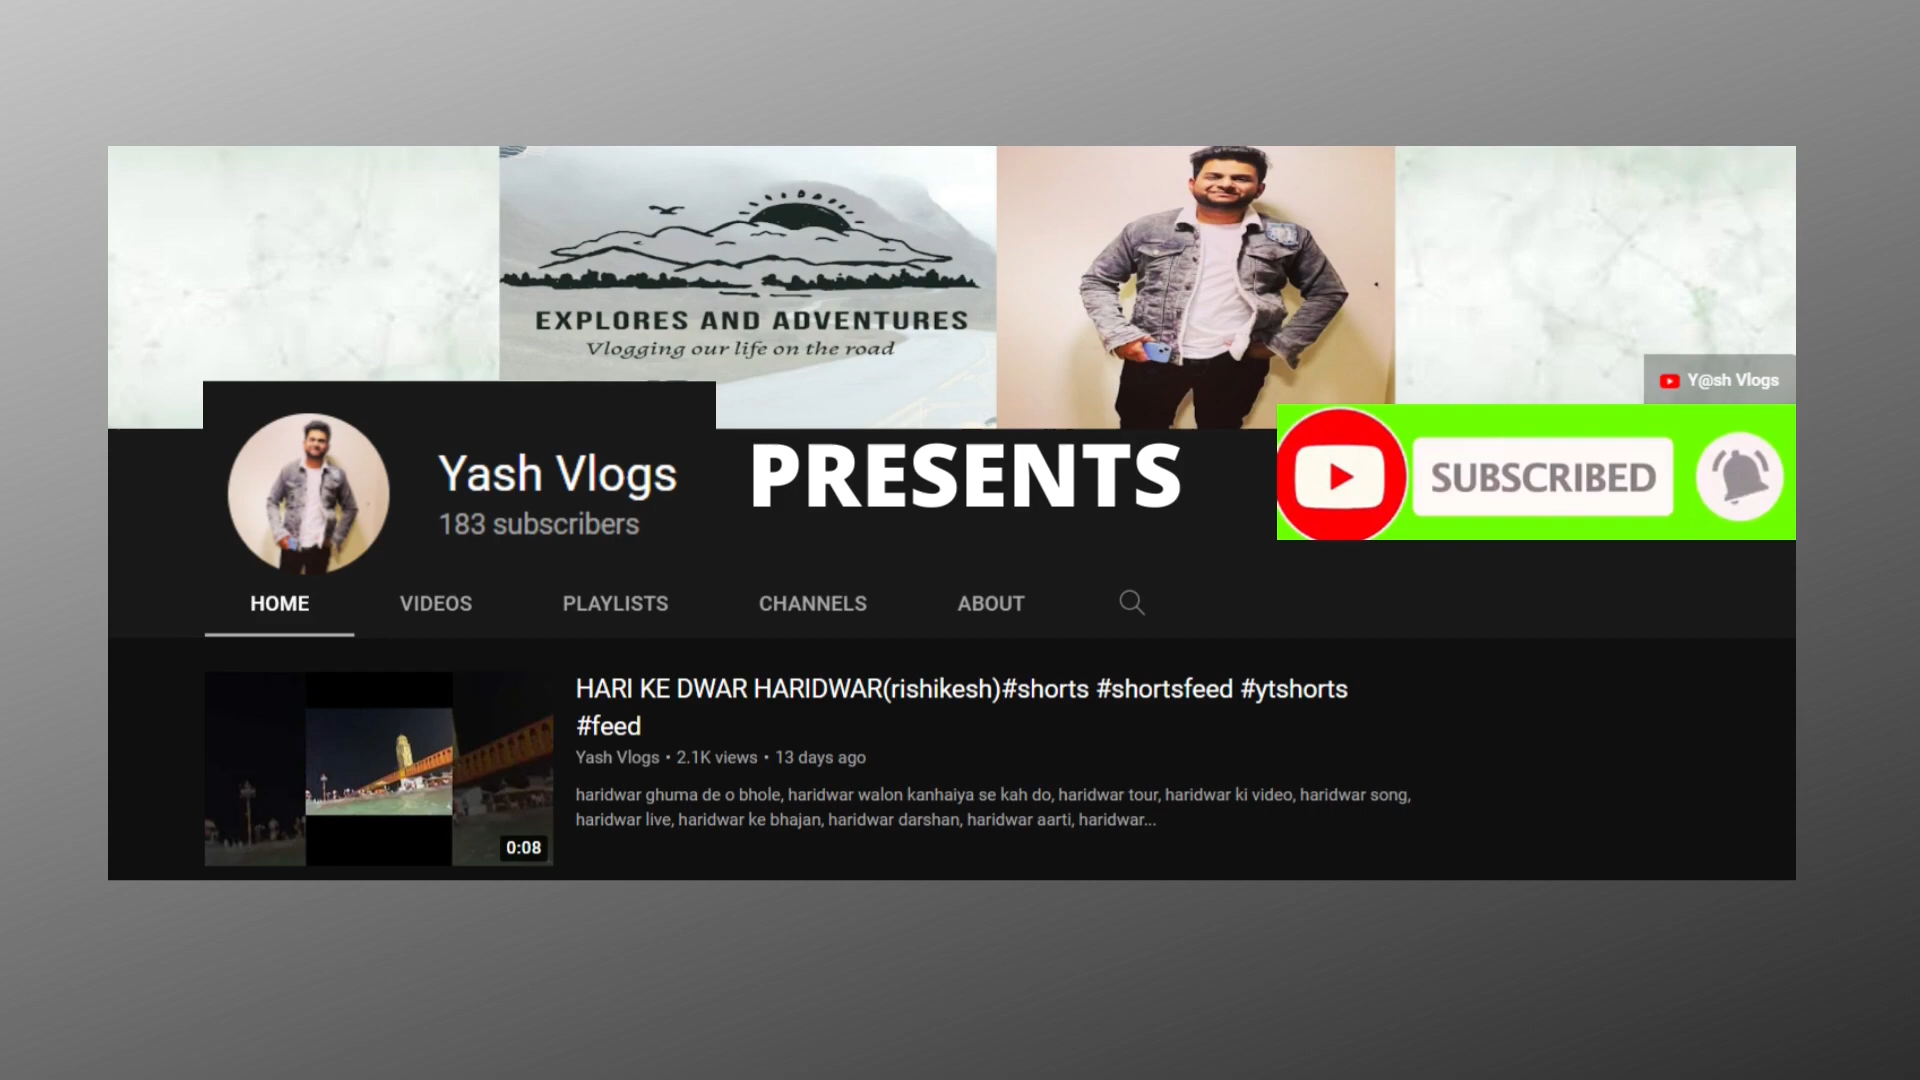 EXPLORES AND ADVENTURES
Vlogging our life on the road
Y@sh Vlogs
Yash Vlogs
183 subscribers
PRESENTS
SUBSCRIBED
HOME VIDEOS PLAYLISTS CHANNELS ABOUT
HARI KE DWAR HARIDWAR(rishikesh)#shorts #shortsfeed #ytshorts
#feed
Yash Vlogs • 2.1K views • 13 days ago
haridwar ghuma de o bhole, haridwar walon kanhaiya se kah do, haridwar tour, haridwar ki video, haridwar song,
haridwar live, haridwar ke bhajan, haridwar darshan, haridwar aarti, haridwar...
0:08